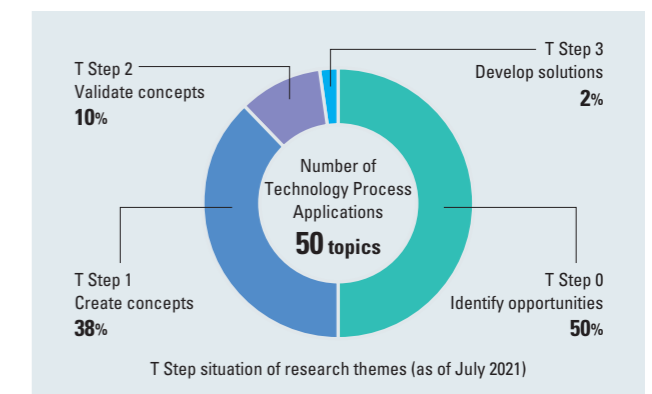 T Step 2
Validate concepts
10%
T Step 3
Develop solutions
2%
Number of
Technology Process
Applications
50 topics
T Step 1
Create concepts
38%
T Step 0
Identify opportunities
50%
T Step situation of research themes (as of July 2021)